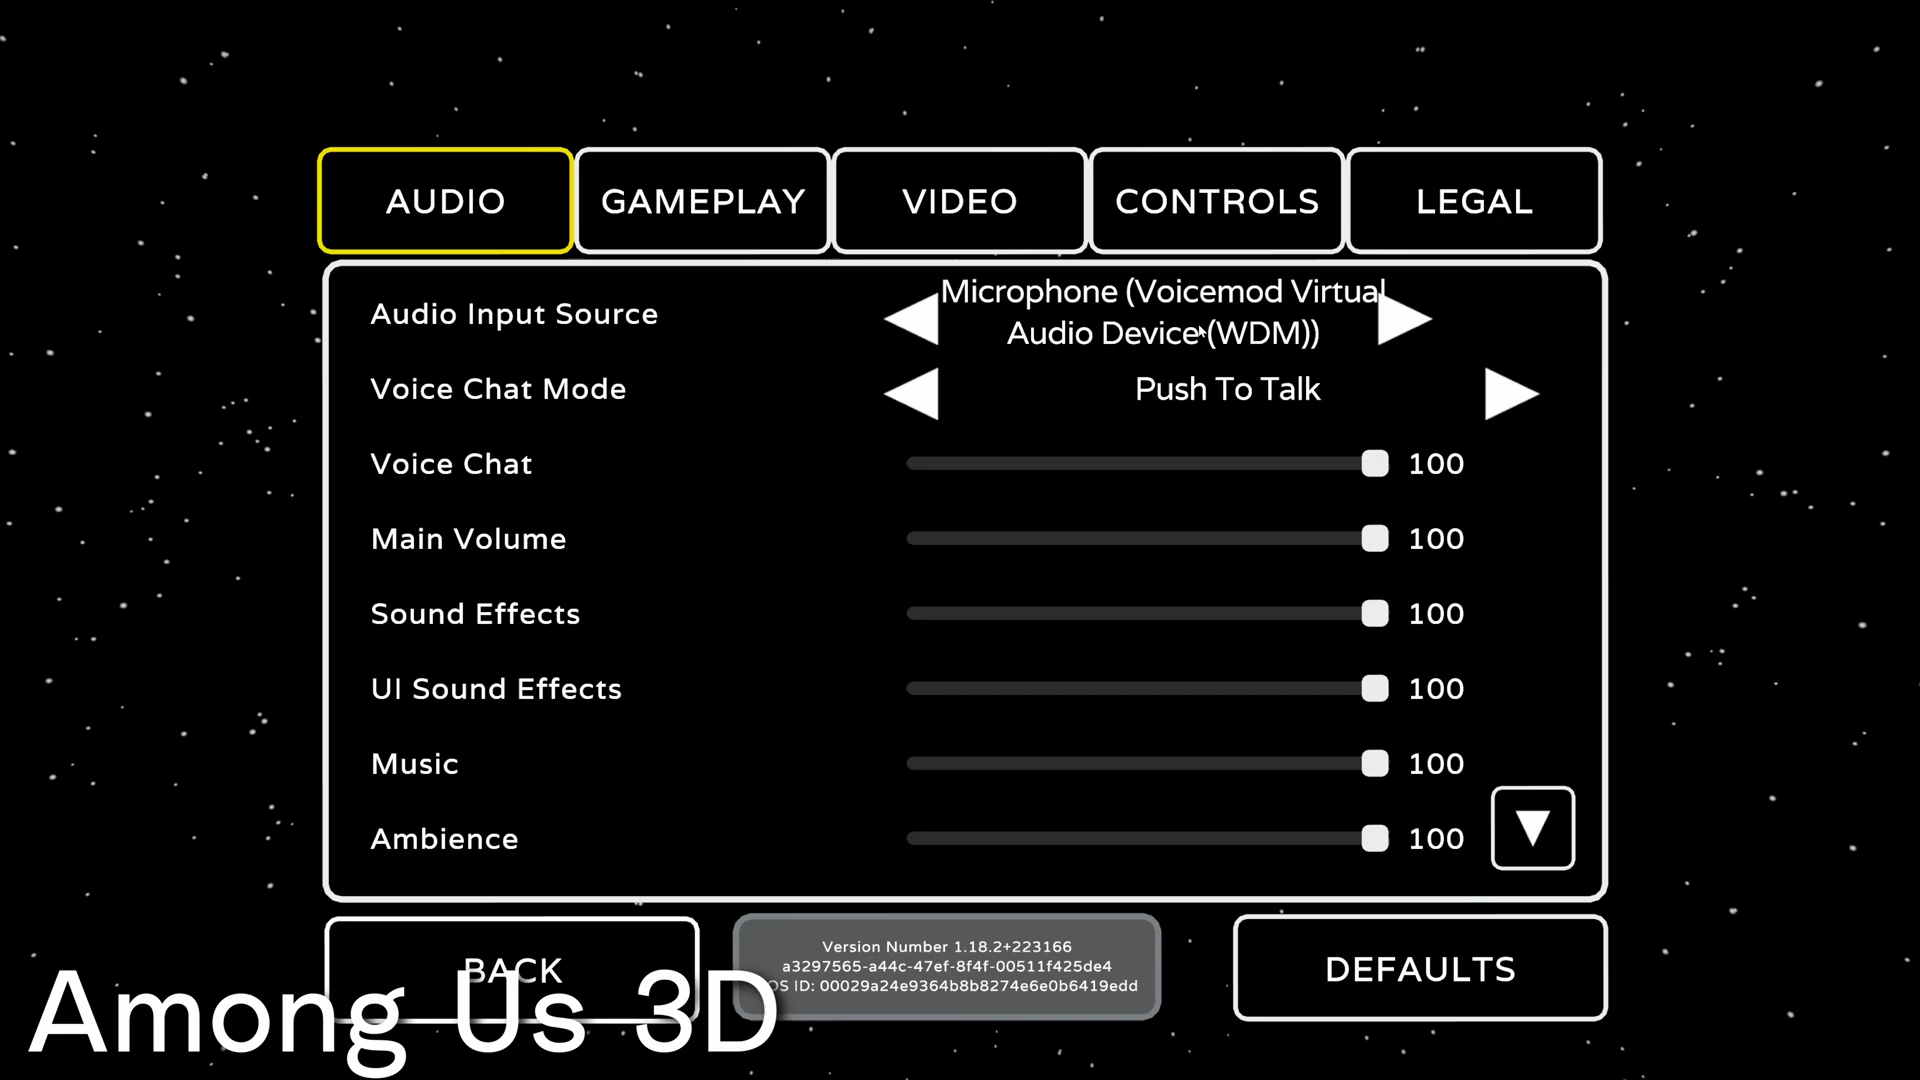 AUDIO GAMEPLAY VIDEO CONTROLS LEGAL
Audio Input Source
Microphone (Voicemod Virtual
Audio Device (WDM))
Voice Chat Mode Push To Talk
Voice Chat 100
Main Volume 100
Sound Effects 100
UI Sound Effects 100
Music 100
Ambience 100
BACK
Version Number 1.18.2+223166
a3297565-a44c-47ef-8f4f-00511f425de4
OS ID: 00029a24e9364b8b8274e6e0b6419edd
DEFAULTS
Among Us 3D